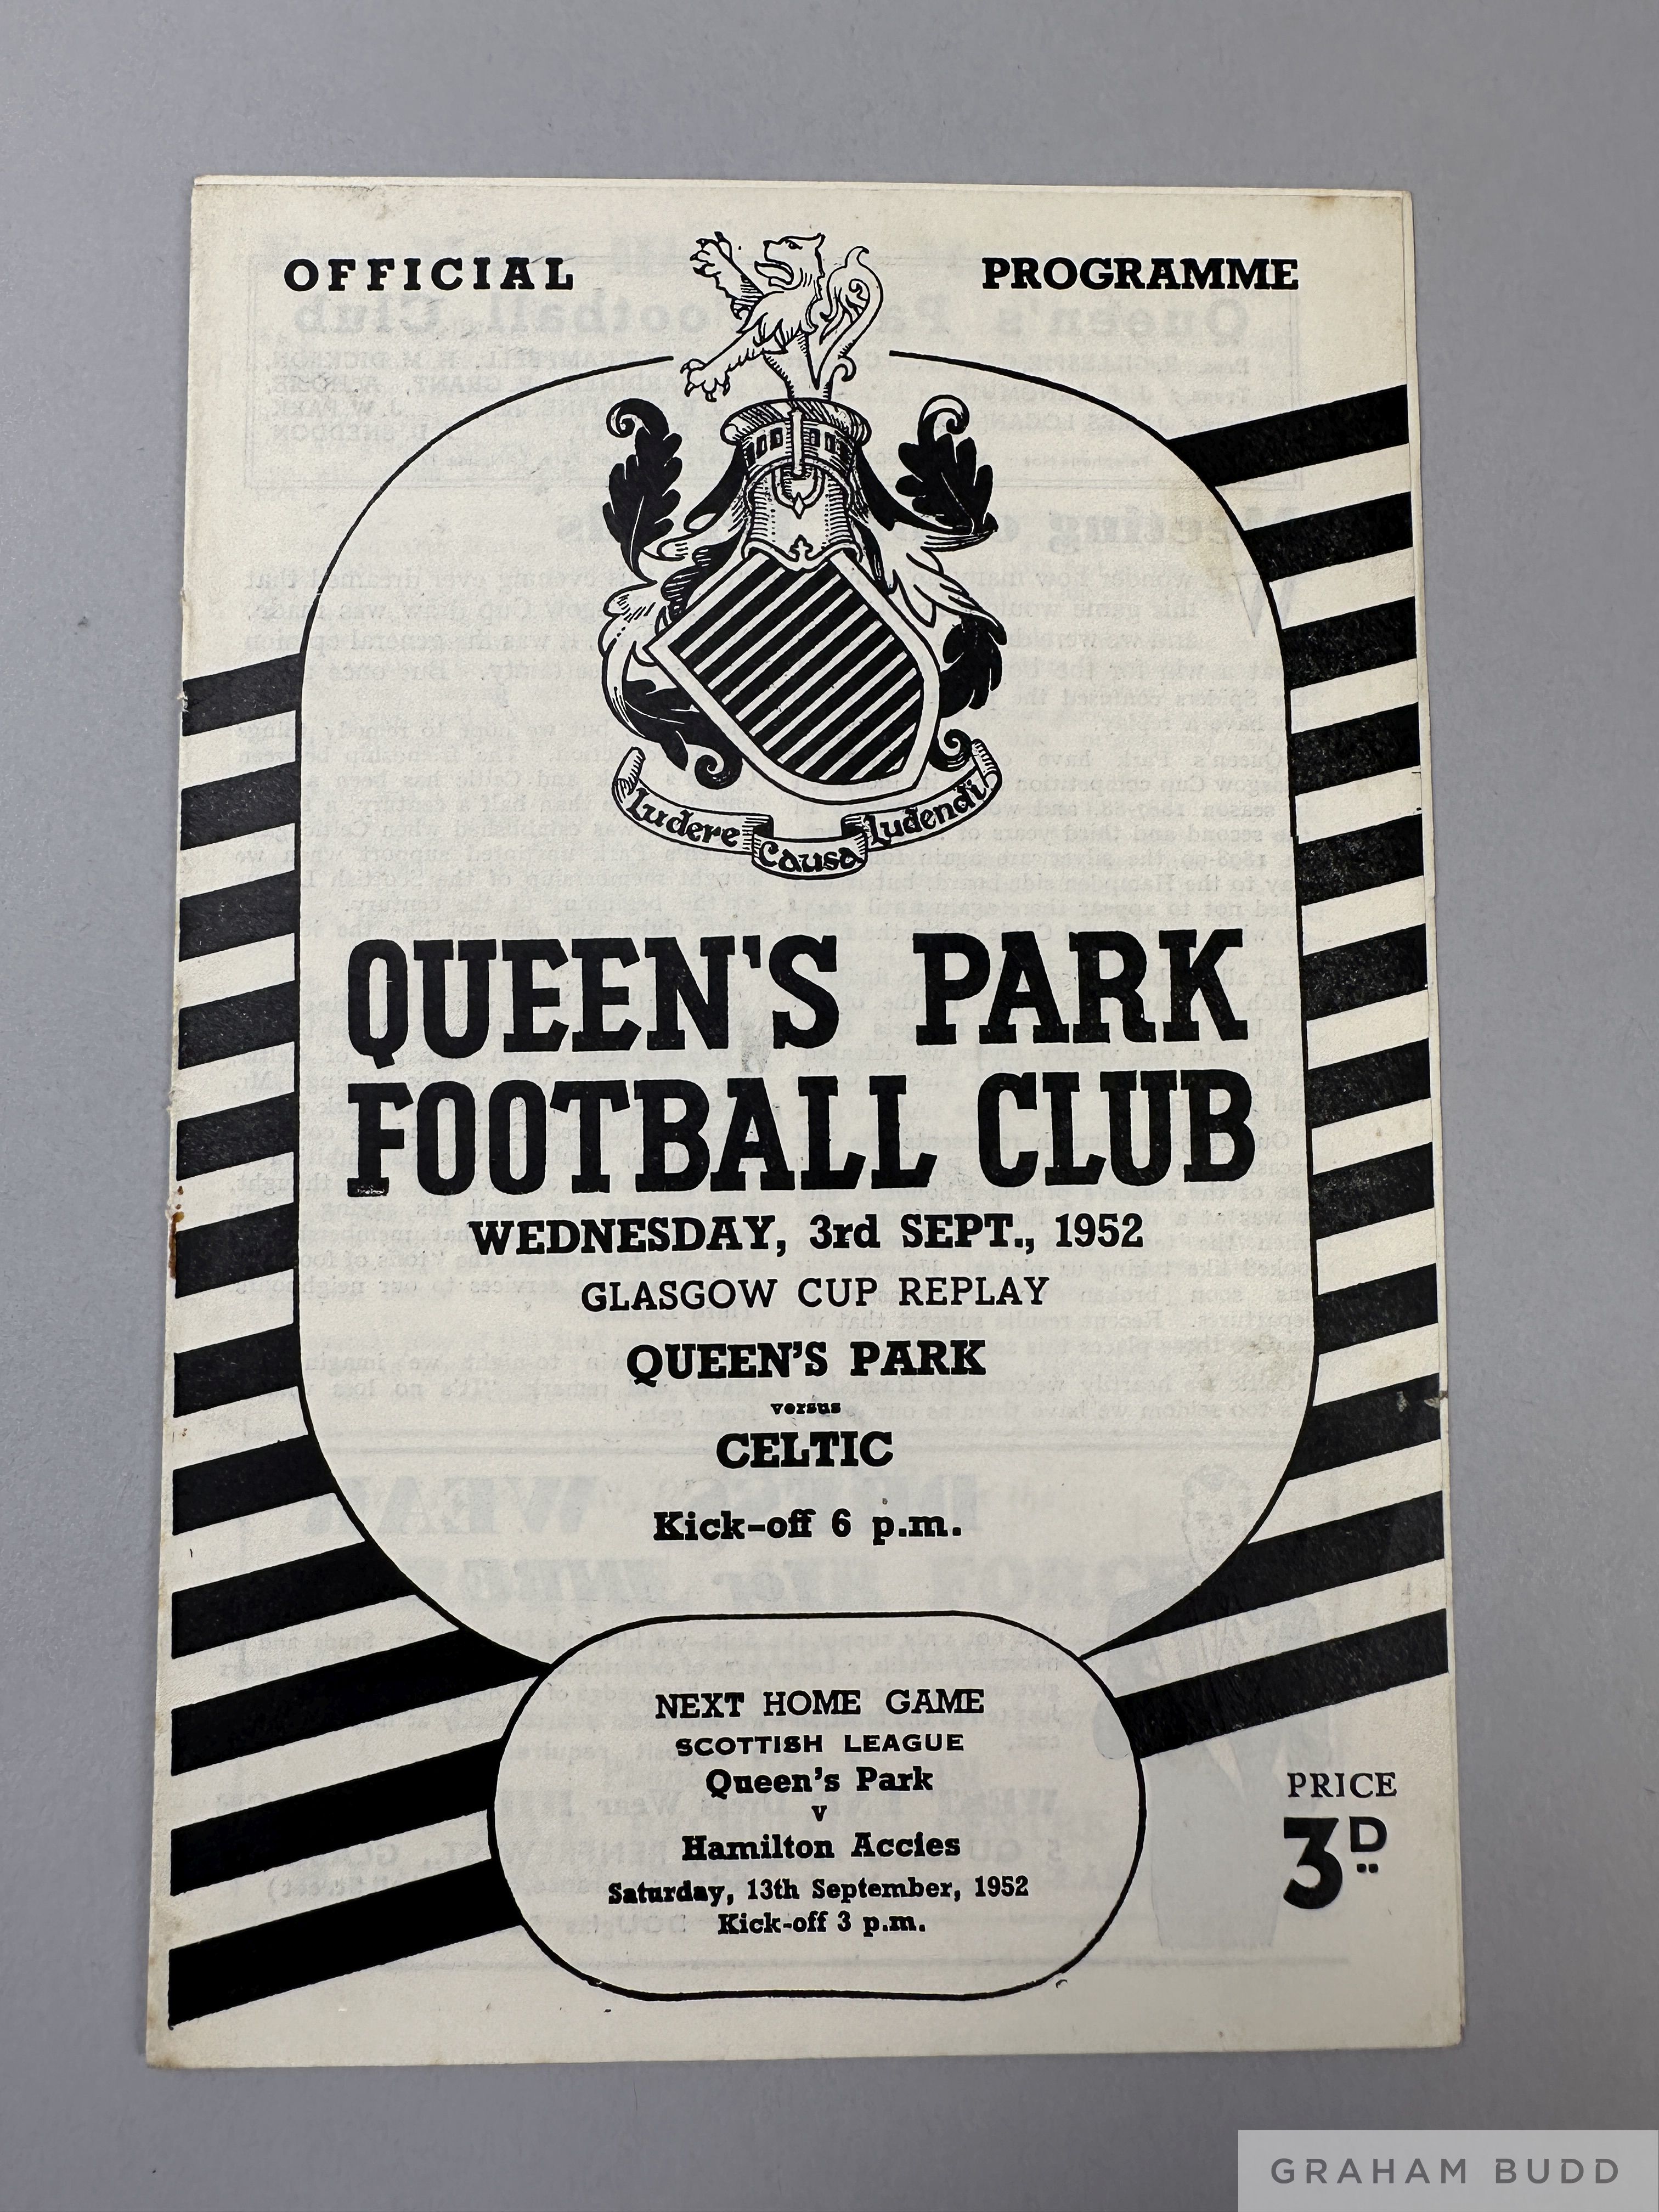 OFFICIAL PROGRAMME
Ludere Causa Ludendi
QUEEN'S PARK
FOOTBALL CLUB
WEDNESDAY, 3rd SEPT., 1952
GLASGOW CUP REPLAY
QUEEN'S PARK
versus
CELTIC
Kick-off 6 p.m.
NEXT HOME GAME
SCOTTISH LEAGUE
Queen's Park
v
Hamilton Accies
Saturday, 13th September, 1952
Kick-off 3 p.m.
PRICE
3D
GRAHAM BUDD